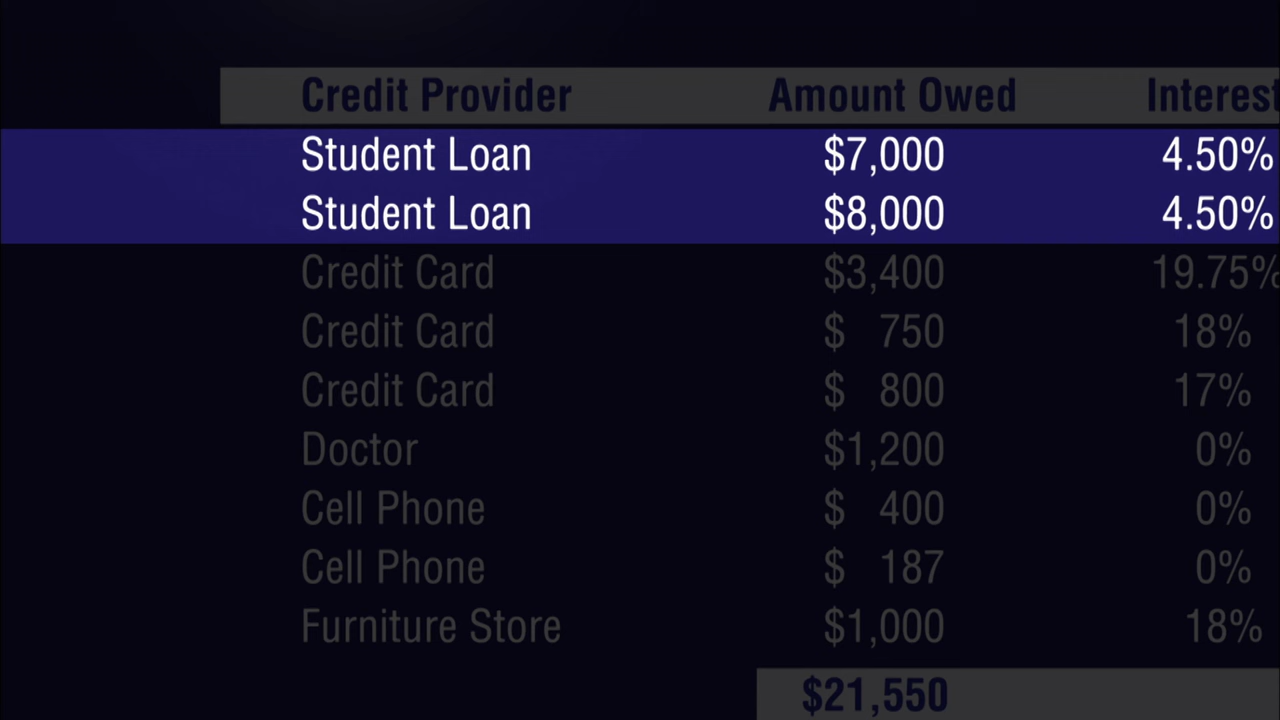 Credit Provider Amount Owed Interest
Student Loan $7,000 4.50%
Student Loan $8,000 4.50%
Credit Card $3,400 19.75%
Credit Card $ 750 18%
Credit Card $ 800 17%
Doctor $1,200 0%
Cell Phone $ 400 0%
Cell Phone $ 187 0%
Furniture Store $1,000 18%
$21,550